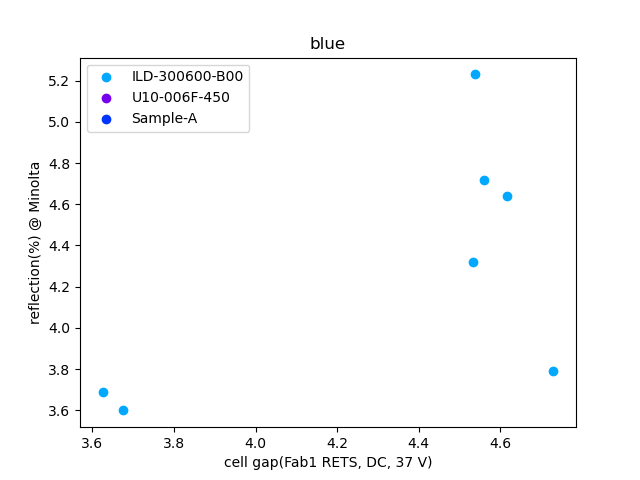 blue
ILD-300600-B00
U10-006F-450
Sample-A
reflection(%) @ Minolta
5.2
5.0
4.8
4.6
4.4
4.2
4.0
3.8
3.6
3.6 3.8 4.0 4.2 4.4 4.6
cell gap(Fab1 RETS, DC, 37 V)